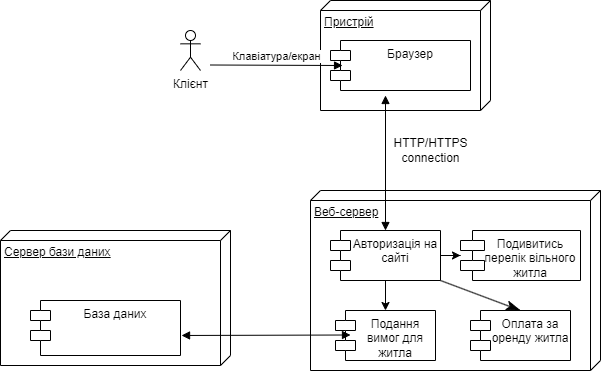 Пристрій
Браузер
Клавіатура/екран
Клієнт
HTTP/HTTPS
connection
Веб-сервер
Авторизація на
сайті
Подивитись
перелік вільного
житла
Сервер бази даних
База даних
Подання
вимог для
житла
Оплата за
оренду житла